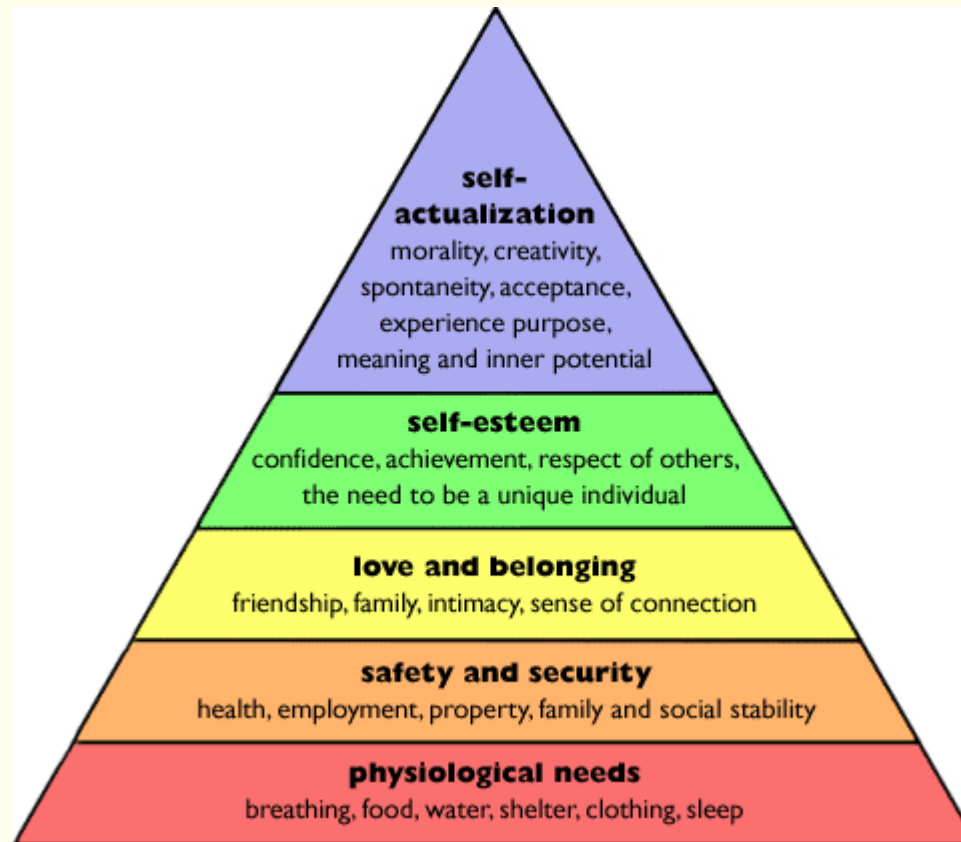 self-
actualization
morality, creativity,
spontaneity, acceptance,
experience purpose,
meaning and inner potential
self-esteem
confidence, achievement, respect of others,
the need to be a unique individual
love and belonging
friendship, family, intimacy, sense of connection
safety and security
health, employment, property, family and social stability
physiological needs
breathing, food, water, shelter, clothing, sleep